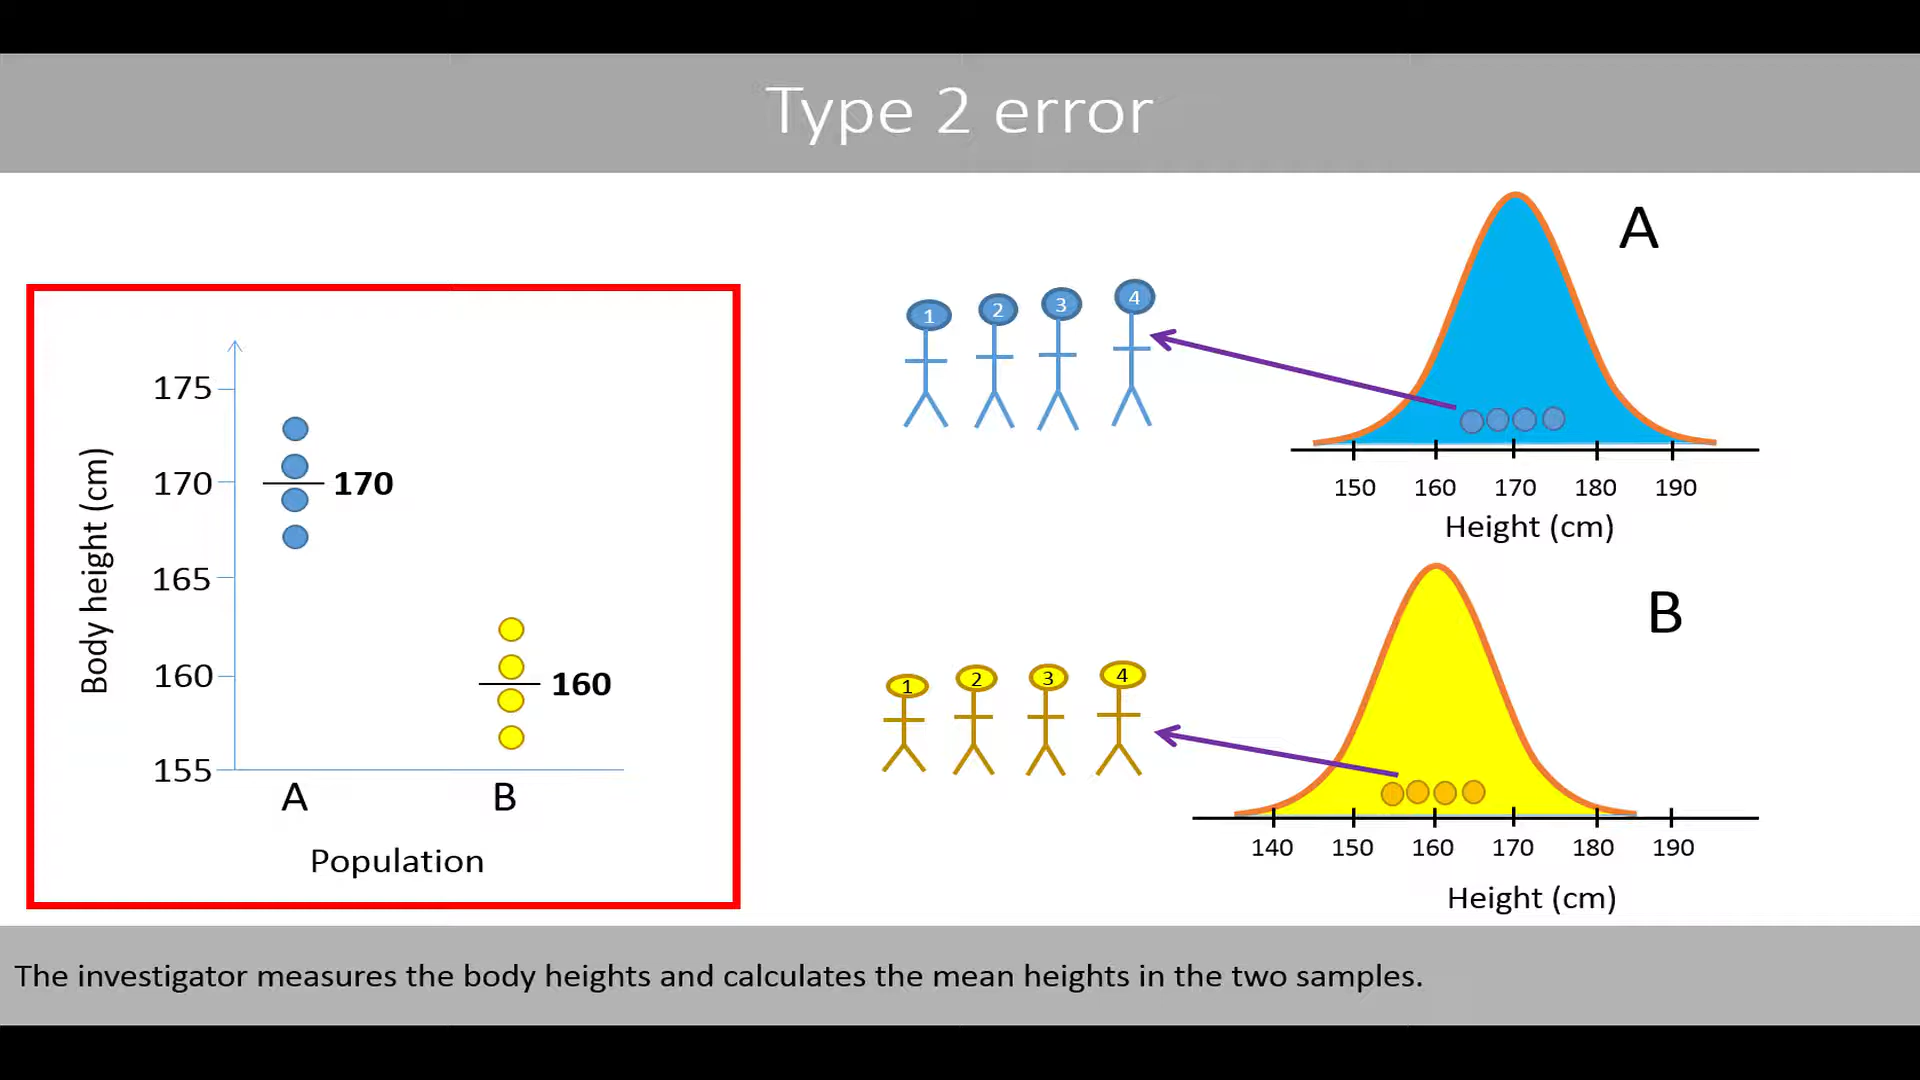 Type 2 error
175
170
165
160
155
Body height (cm)
170
160
A B
Population
1 2 3 4
A
150 160 170 180 190
Height (cm)
1 2 3 4
B
140 150 160 170 180 190
Height (cm)
The investigator measures the body heights and calculates the mean heights in the two samples.